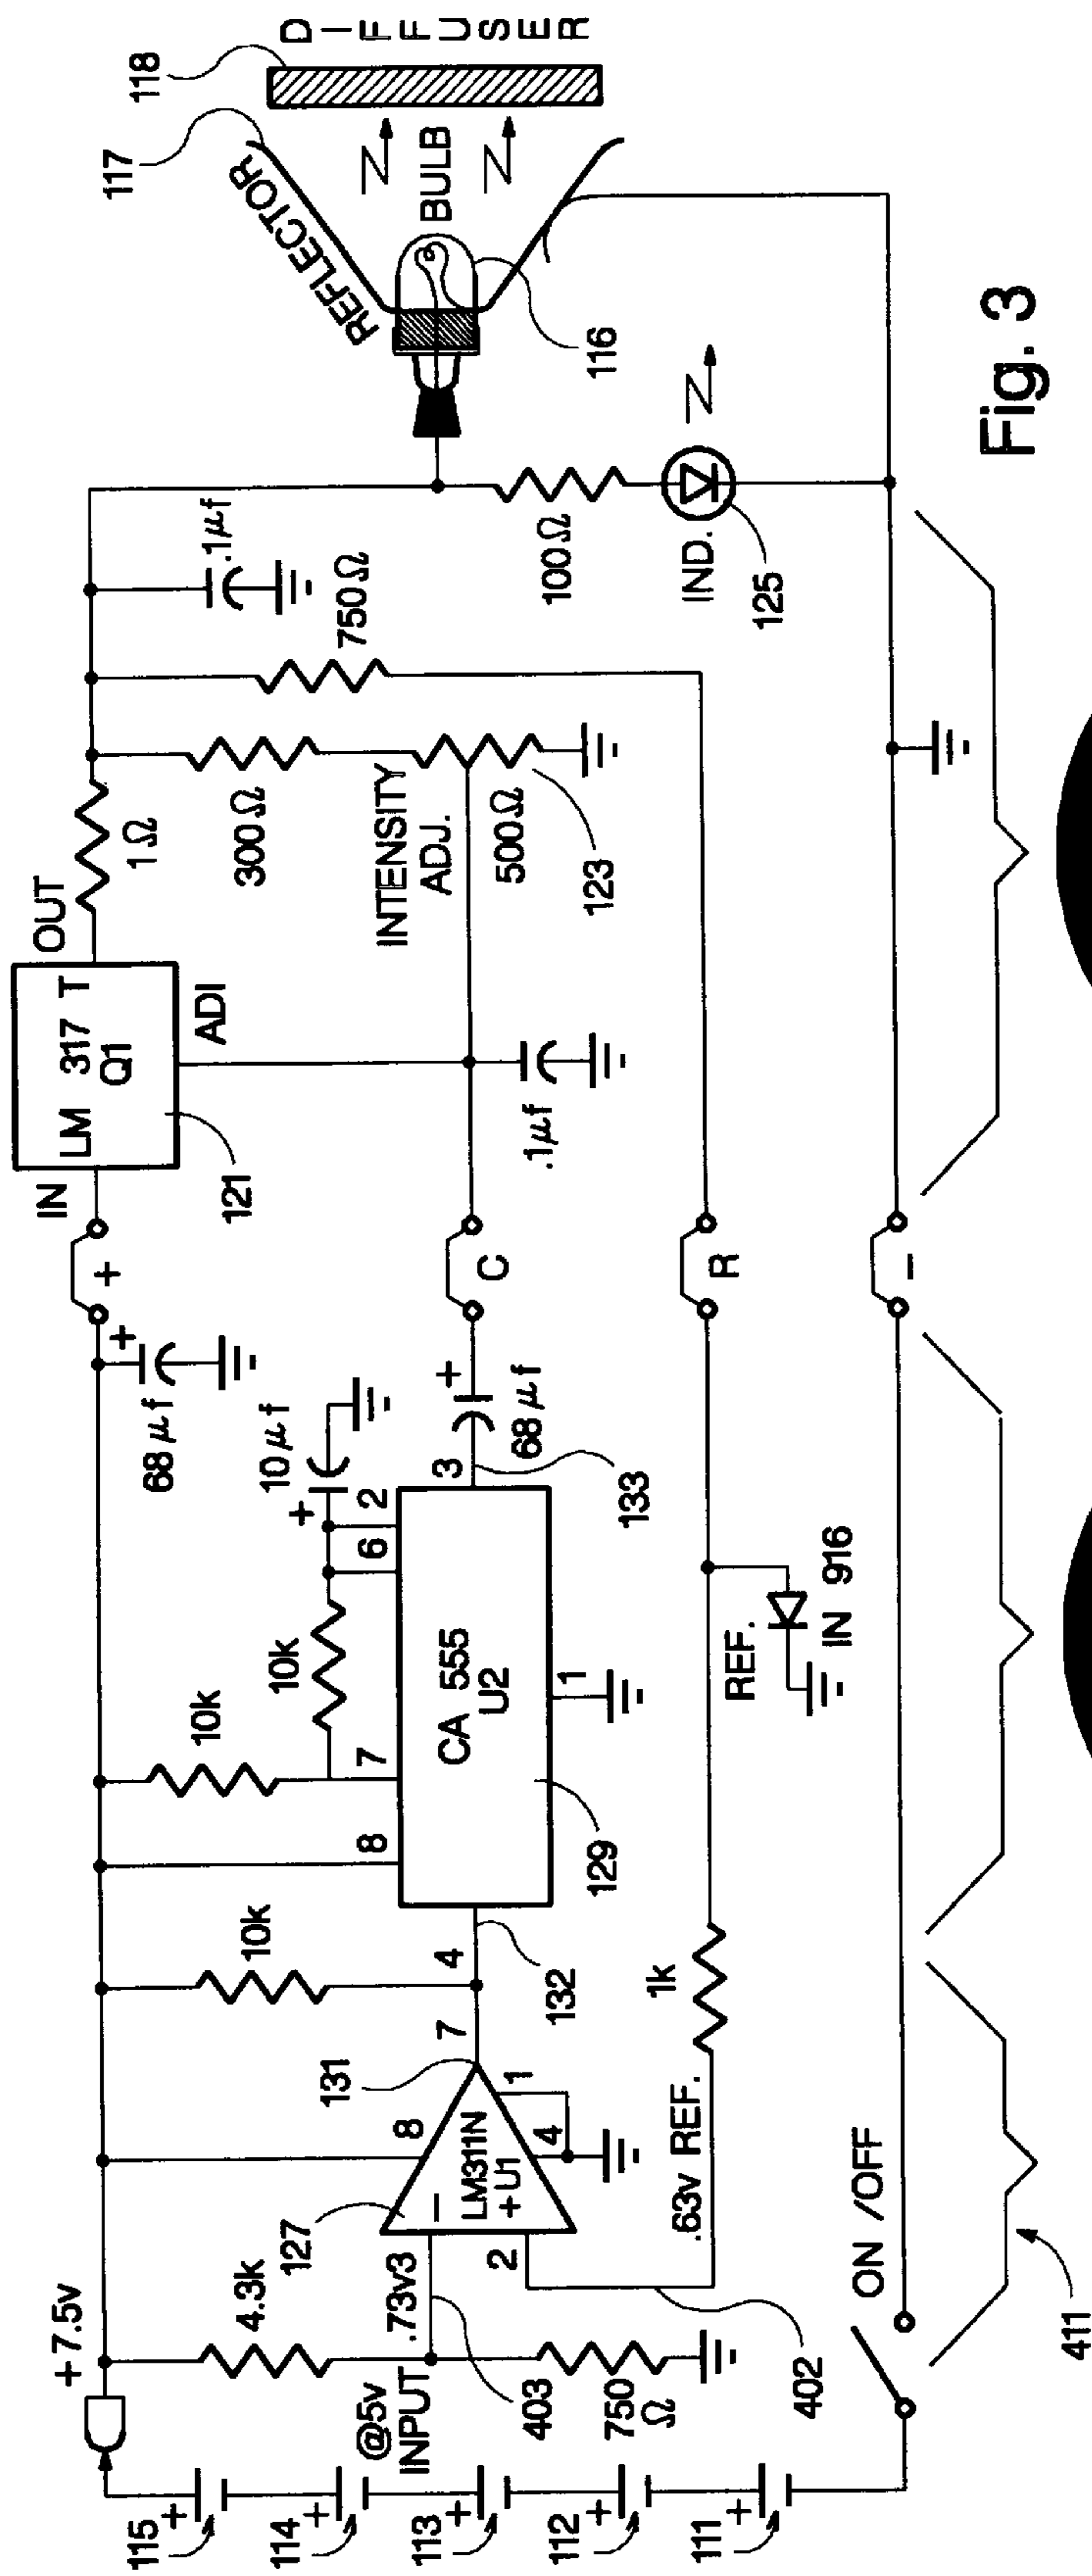 +7.5v
115
+
114
+
113
+
112
+
111
+
@5v
INPUT
4.3k
403
750
Ω
.73v3
2
402
127
−
LM311N
+U1
8
131
7
1
4
.63v REF.
1k
ON /OFF
411
10k
4
132
8
10k
7
10k
6
2
+
10μf
CA 555
U2
129
1
3
133
68μf
+
68μf
+
REF.
IN 916
+
C
R
−
IN
LM 317 T
Q1
OUT
ADI
121
.1μf
1Ω
300Ω
INTENSITY
ADJ.
500Ω
123
750Ω
.1μf
100Ω
IND.
125
116
BULB
REFLECTOR
117
118
DIFFUSER
Fig. 3